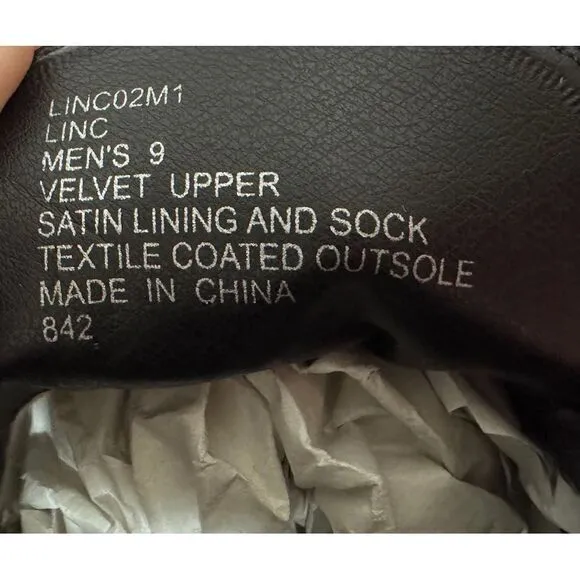 LINC02M1
LINC
MEN'S 9
VELVET UPPER
SATIN LINING AND SOCK
TEXTILE COATED OUTSOLE
MADE IN CHINA
842